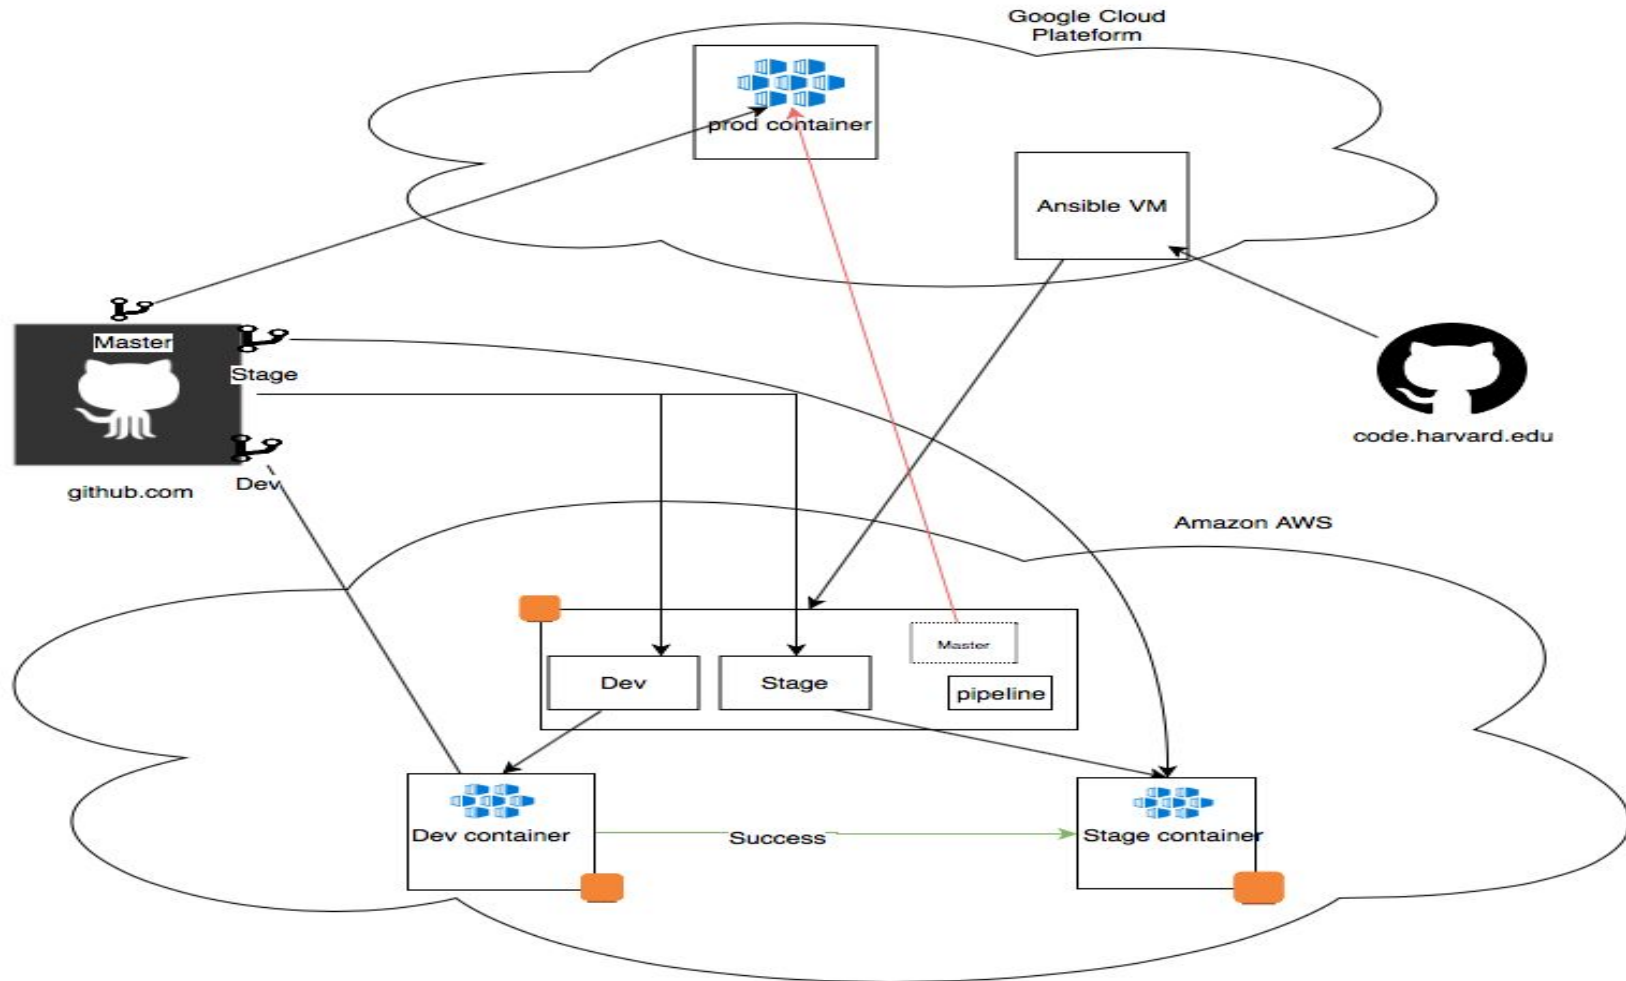 Google Cloud
Plateform
prod container
Ansible VM
Master
Stage
Dev
github.com
code.harvard.edu
Amazon AWS
Master
Dev
Stage
pipeline
Dev container
Success
Stage container